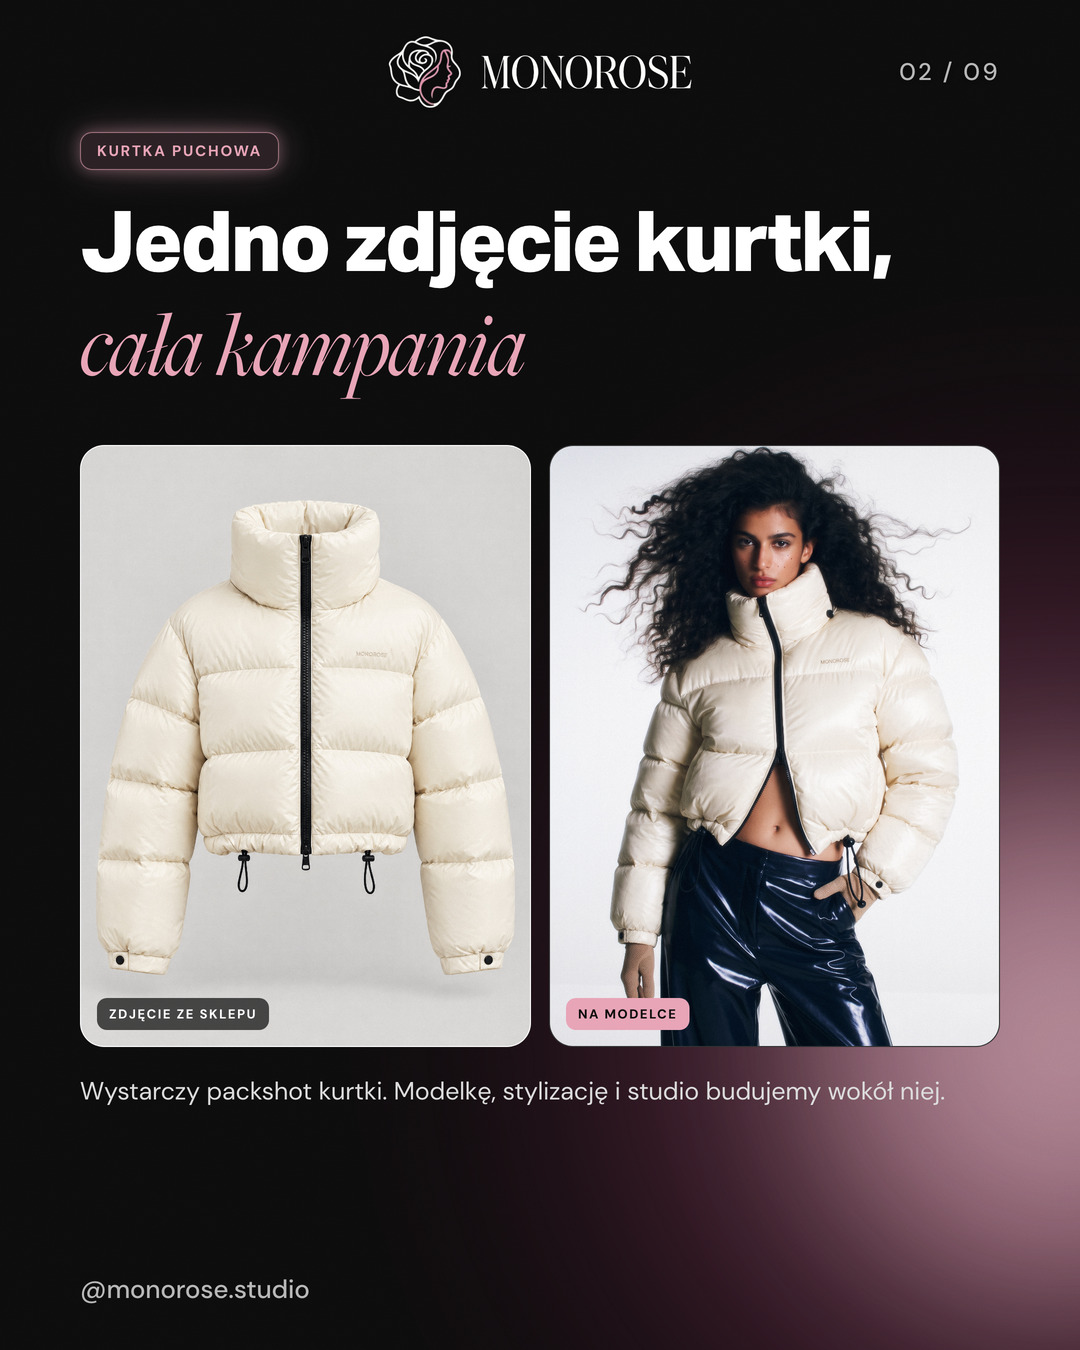 MONOROSE
02 / 09
KURTKA PUCHOWA
Jedno zdjęcie kurtki,
cała kampania
MONOROSE
MONOROSE
ZDJĘCIE ZE SKLEPU
NA MODELCE
Wystarczy packshot kurtki. Modelkę, stylizację i studio budujemy wokół niej.
@monorose.studio